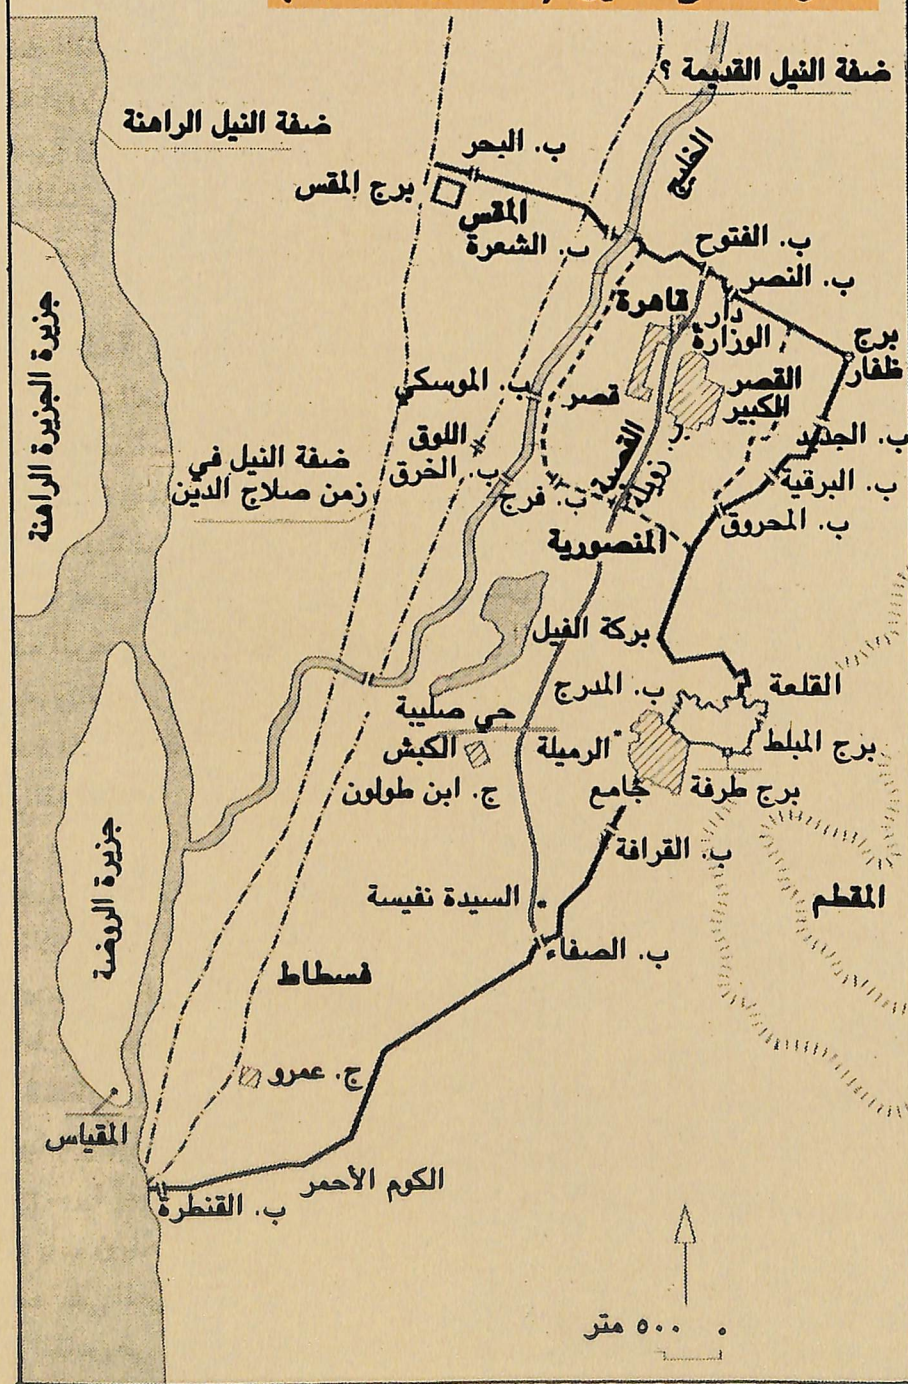 ضفة النيل القديمة ؟
ضفة النيل الراهنة
الخليج
ب. البحر
برج المقس
المقس
ب. الشعرة
ب. الفتوح
ب. النصر
قاهرة
دار
الوزارة
برج
ظفار
القصر
الكبير
قصر
ب. الموسكي
القصبة
ب. زويلة
ب. الجديد
ب. البرقية
ب. المحروق
اللوق
ب. الخرق
ب. فرج
ضفة النيل في
زمن صلاح الدين
جزيرة الجزيرة الراهنة
المنصورية
بركة الفيل
القلعة
ب. المدرج
حي صليبة
الكبش
الرميلة
برج المبلط
ج. ابن طولون
جامع
برج طرفة
ب. القرافة
المقطم
السيدة نفيسة
ب. الصفاء
جزيرة الروضة
فسطاط
ج. عمرو
المقياس
الكوم الأحمر
ب. القنطرة
٠ ٥٠٠ متر